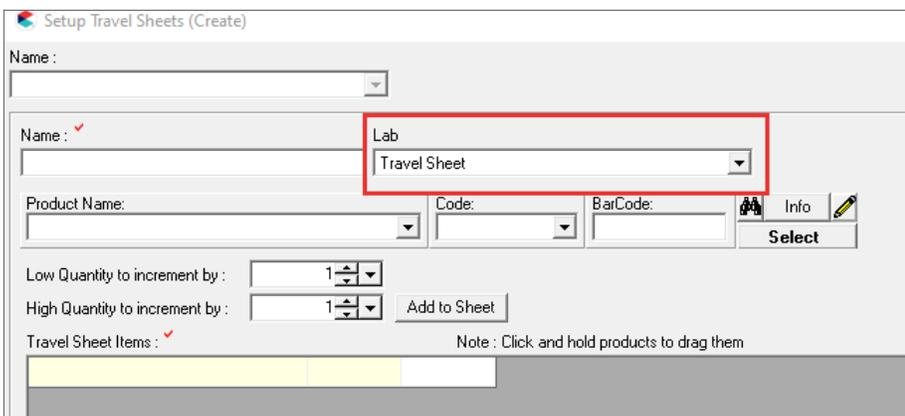 Setup Travel Sheets (Create)
Name :
Name : Lab
Travel Sheet
Product Name: Code: BarCode: Info
Select
Low Quantity to increment by : 1
High Quantity to increment by : 1 Add to Sheet
Travel Sheet Items : Note : Click and hold products to drag them